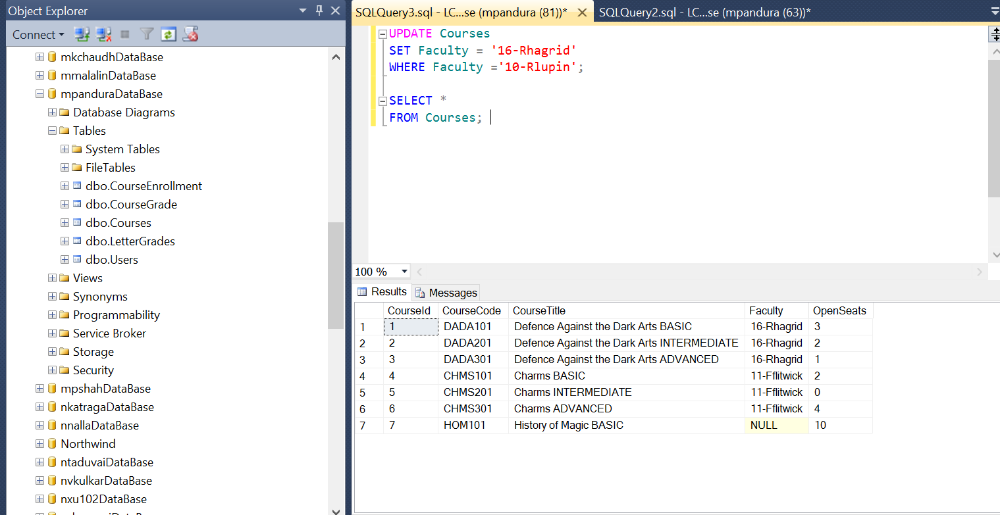 Object Explorer
Connect
mkchaudhDataBase
mmalalinDataBase
mpanduraDataBase
Database Diagrams
Tables
System Tables
FileTables
dbo.CourseEnrollment
dbo.CourseGrade
dbo.Courses
dbo.LetterGrades
dbo.Users
Views
Synonyms
Programmability
Service Broker
Storage
Security
mpshahDataBase
nkatragaDataBase
nnallaDataBase
Northwind
ntaduvaiDataBase
nvkulkarDataBase
nxu102DataBase
SQLQuery3.sql - LC...se (mpandura (81))* SQLQuery2.sql - LC...se (mpandura (63))*
UPDATE Courses
SET Faculty = '16-Rhagrid'
WHERE Faculty ='10-Rlupin';
SELECT *
FROM Courses;
100 %
Results Messages
CourseId CourseCode CourseTitle Faculty OpenSeats
1 1 DADA101 Defence Against the Dark Arts BASIC 16-Rhagrid 3
2 2 DADA201 Defence Against the Dark Arts INTERMEDIATE 16-Rhagrid 2
3 3 DADA301 Defence Against the Dark Arts ADVANCED 16-Rhagrid 1
4 4 CHMS101 Charms BASIC 11-Fflitwick 2
5 5 CHMS201 Charms INTERMEDIATE 11-Fflitwick 0
6 6 CHMS301 Charms ADVANCED 11-Fflitwick 4
7 7 HOM101 History of Magic BASIC NULL 10